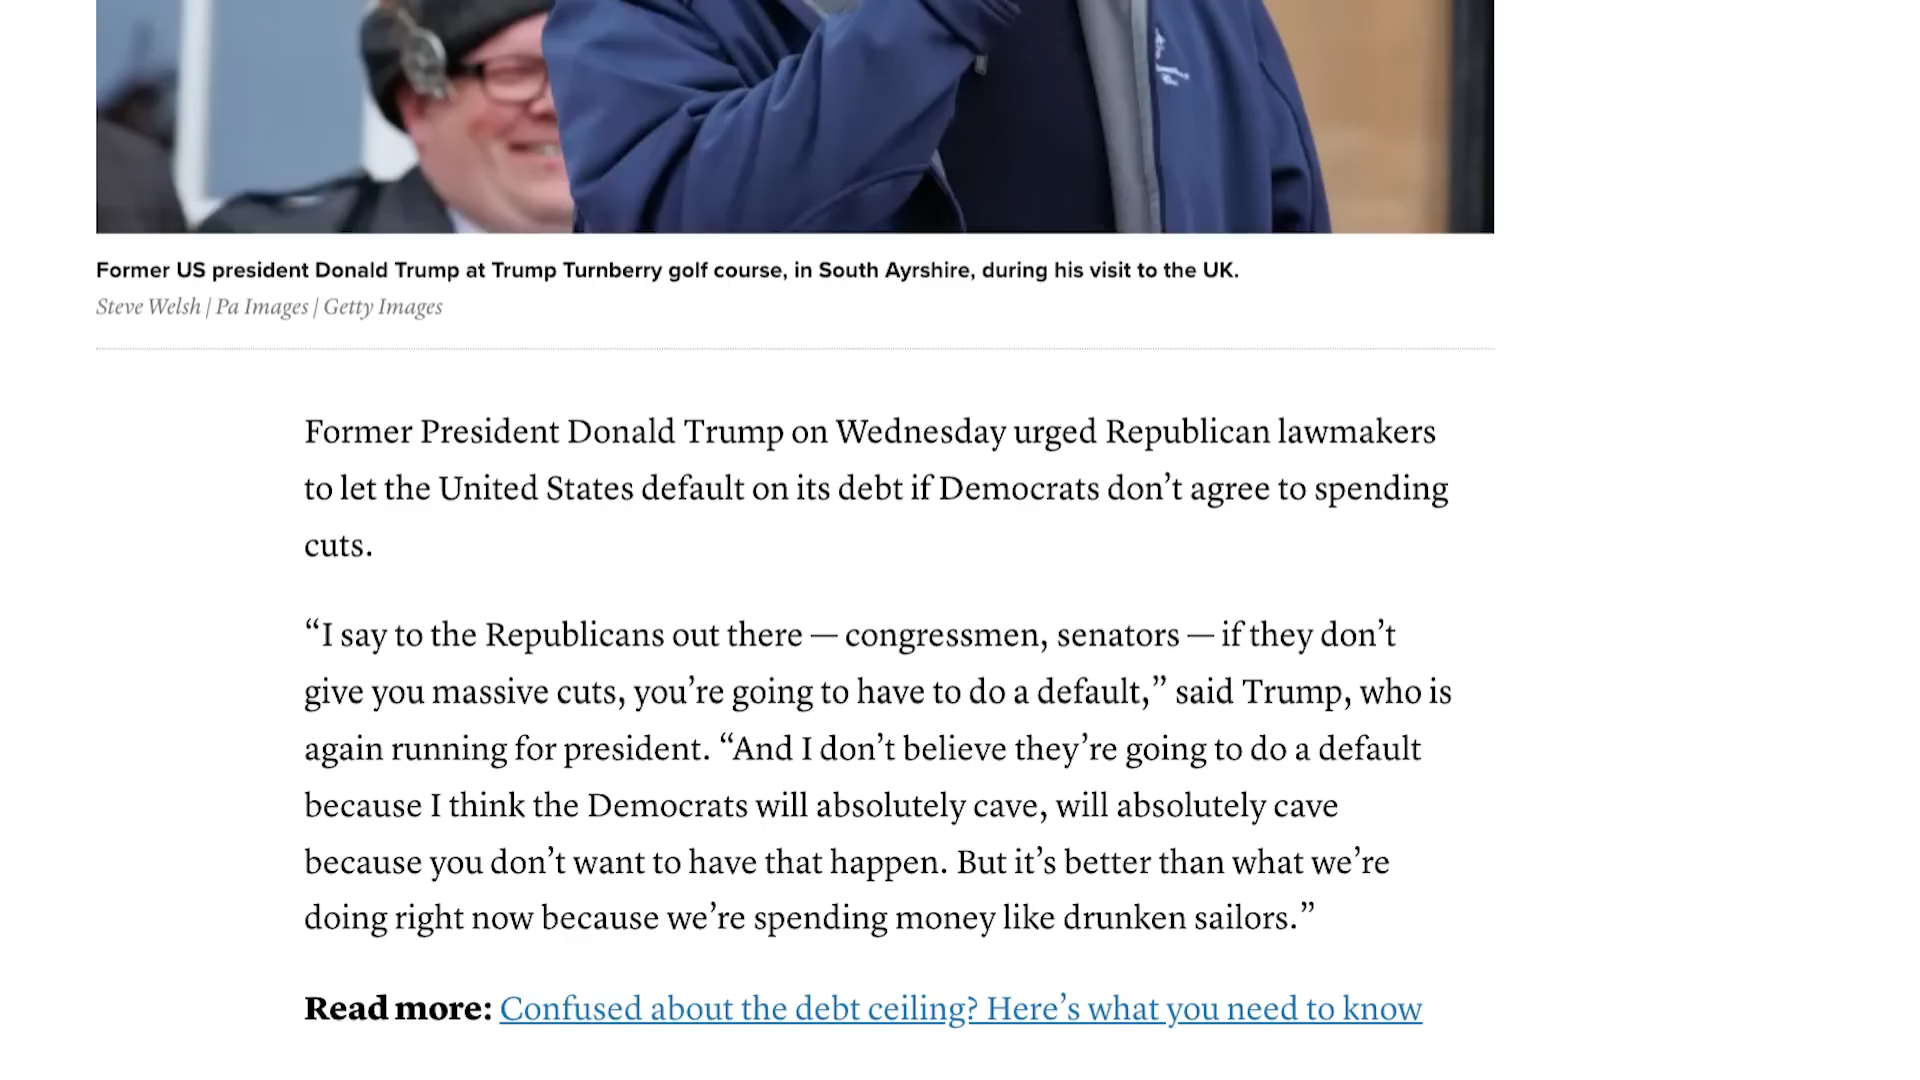 Former US president Donald Trump at Trump Turnberry golf course, in South Ayrshire, during his visit to the UK.
Steve Welsh | Pa Images | Getty Images
Former President Donald Trump on Wednesday urged Republican lawmakers
to let the United States default on its debt if Democrats don’t agree to spending
cuts.
“I say to the Republicans out there — congressmen, senators — if they don’t
give you massive cuts, you’re going to have to do a default,” said Trump, who is
again running for president. “And I don’t believe they’re going to do a default
because I think the Democrats will absolutely cave, will absolutely cave
because you don’t want to have that happen. But it’s better than what we’re
doing right now because we’re spending money like drunken sailors.”
Read more: Confused about the debt ceiling? Here’s what you need to know